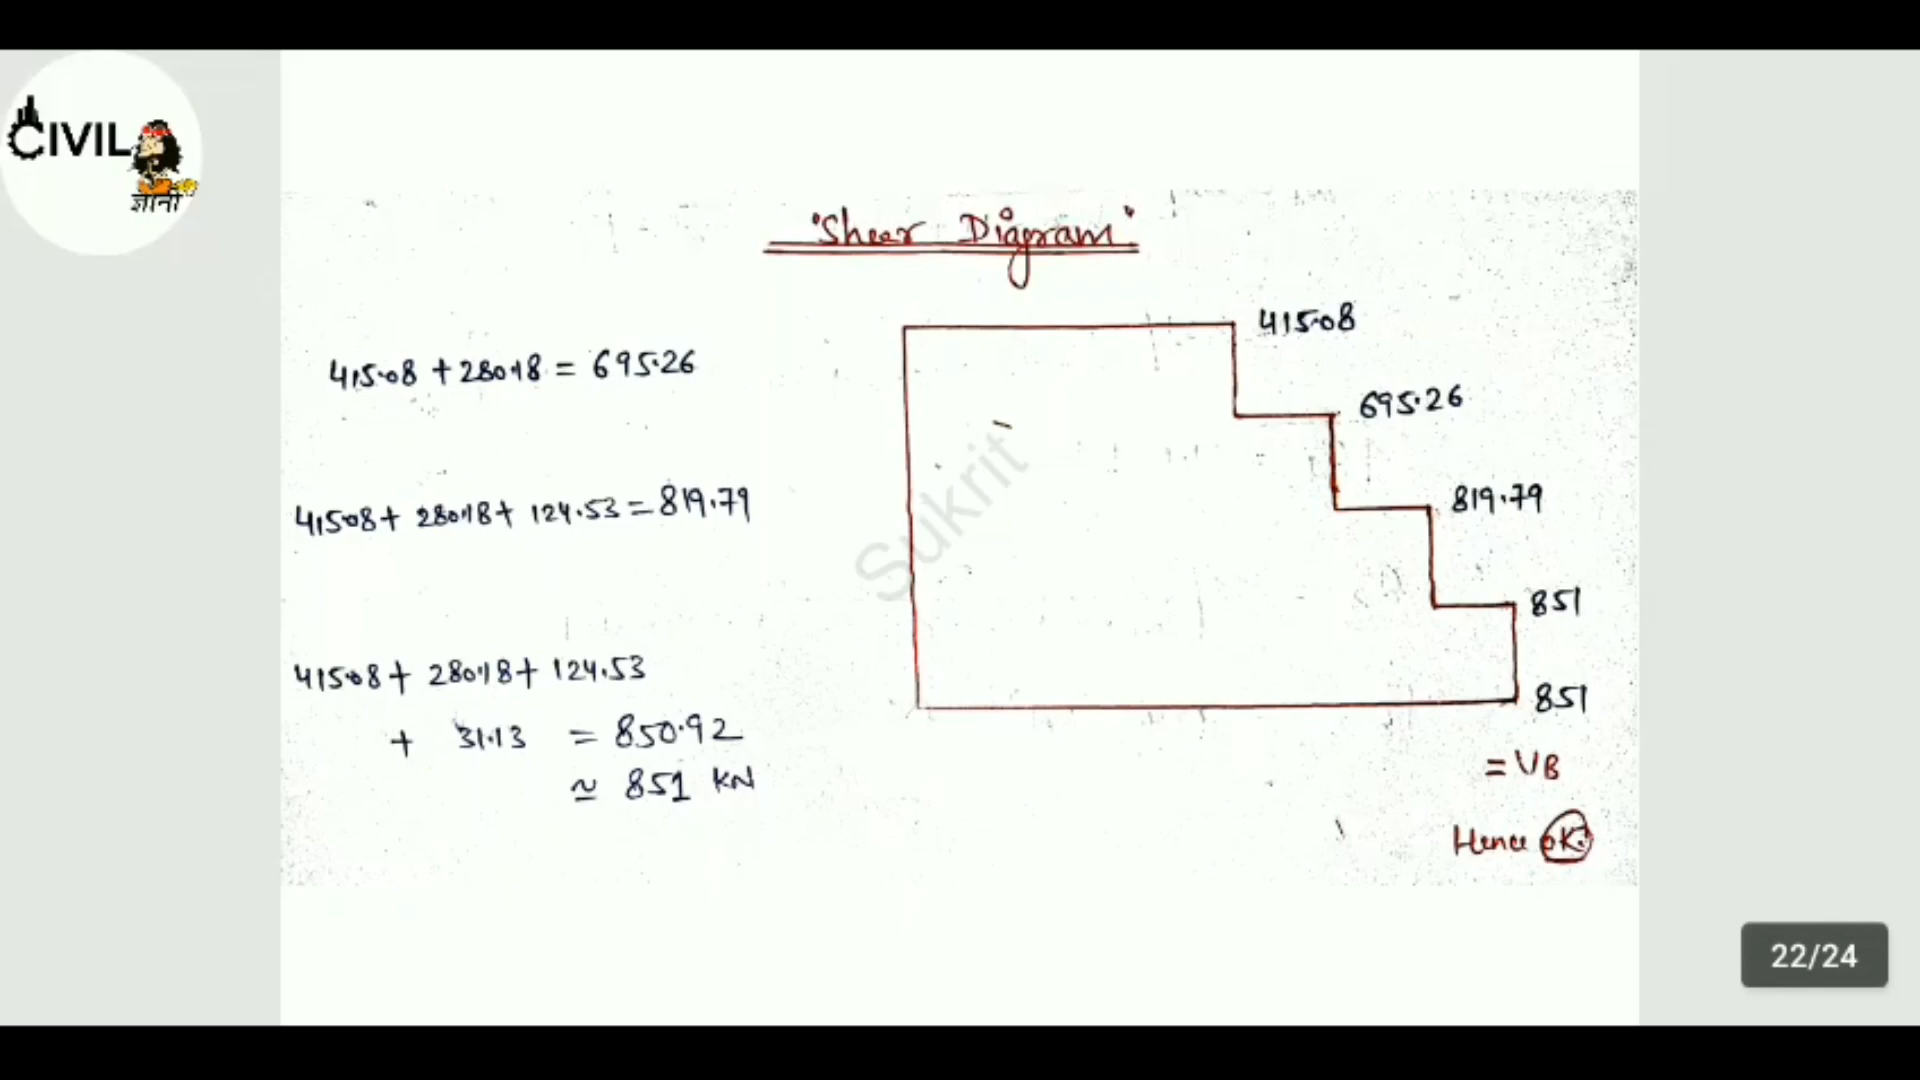 CIVIL
ज्ञानी
"Shear Diagram"
415.08 + 280.18 = 695.26
415.08 + 280.18 + 124.53 = 819.79
415.08 + 280.18 + 124.53
+ 31.13 = 850.92
≃ 851 KN
415.08
695.26
819.79
851
851
= VB
Hence OK.
Sukrit
22/24